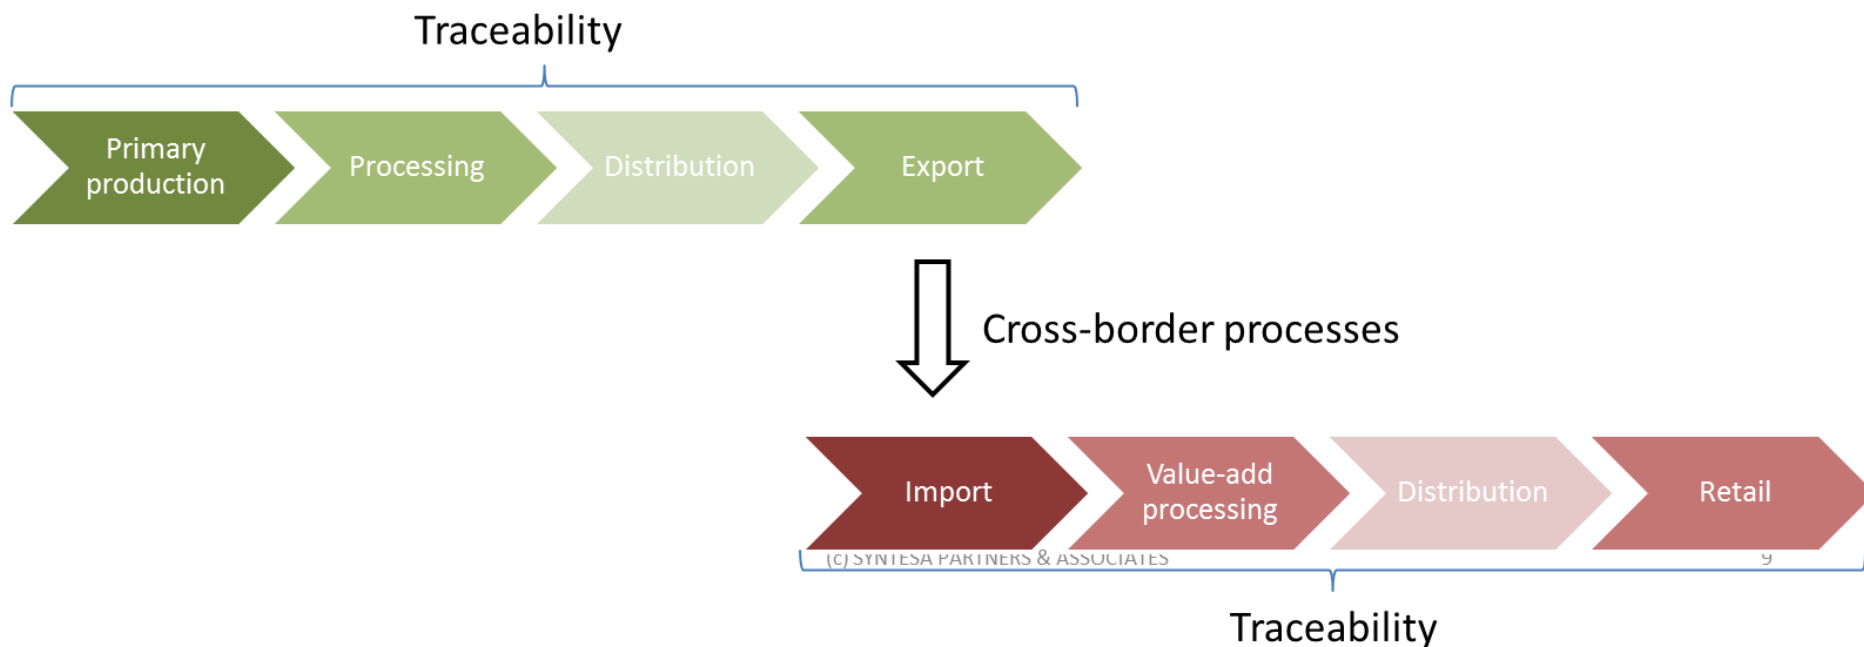 Traceability
Primary
production
Processing
Distribution
Export
Cross-border processes
Import
Value-add
processing
Distribution
Retail
(c) SYNTESA PARTNERS & ASSOCIATES
9
Traceability